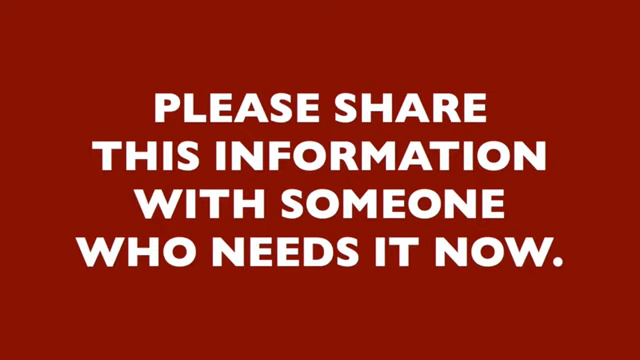 PLEASE SHARE
THIS INFORMATION
WITH SOMEONE
WHO NEEDS IT NOW.